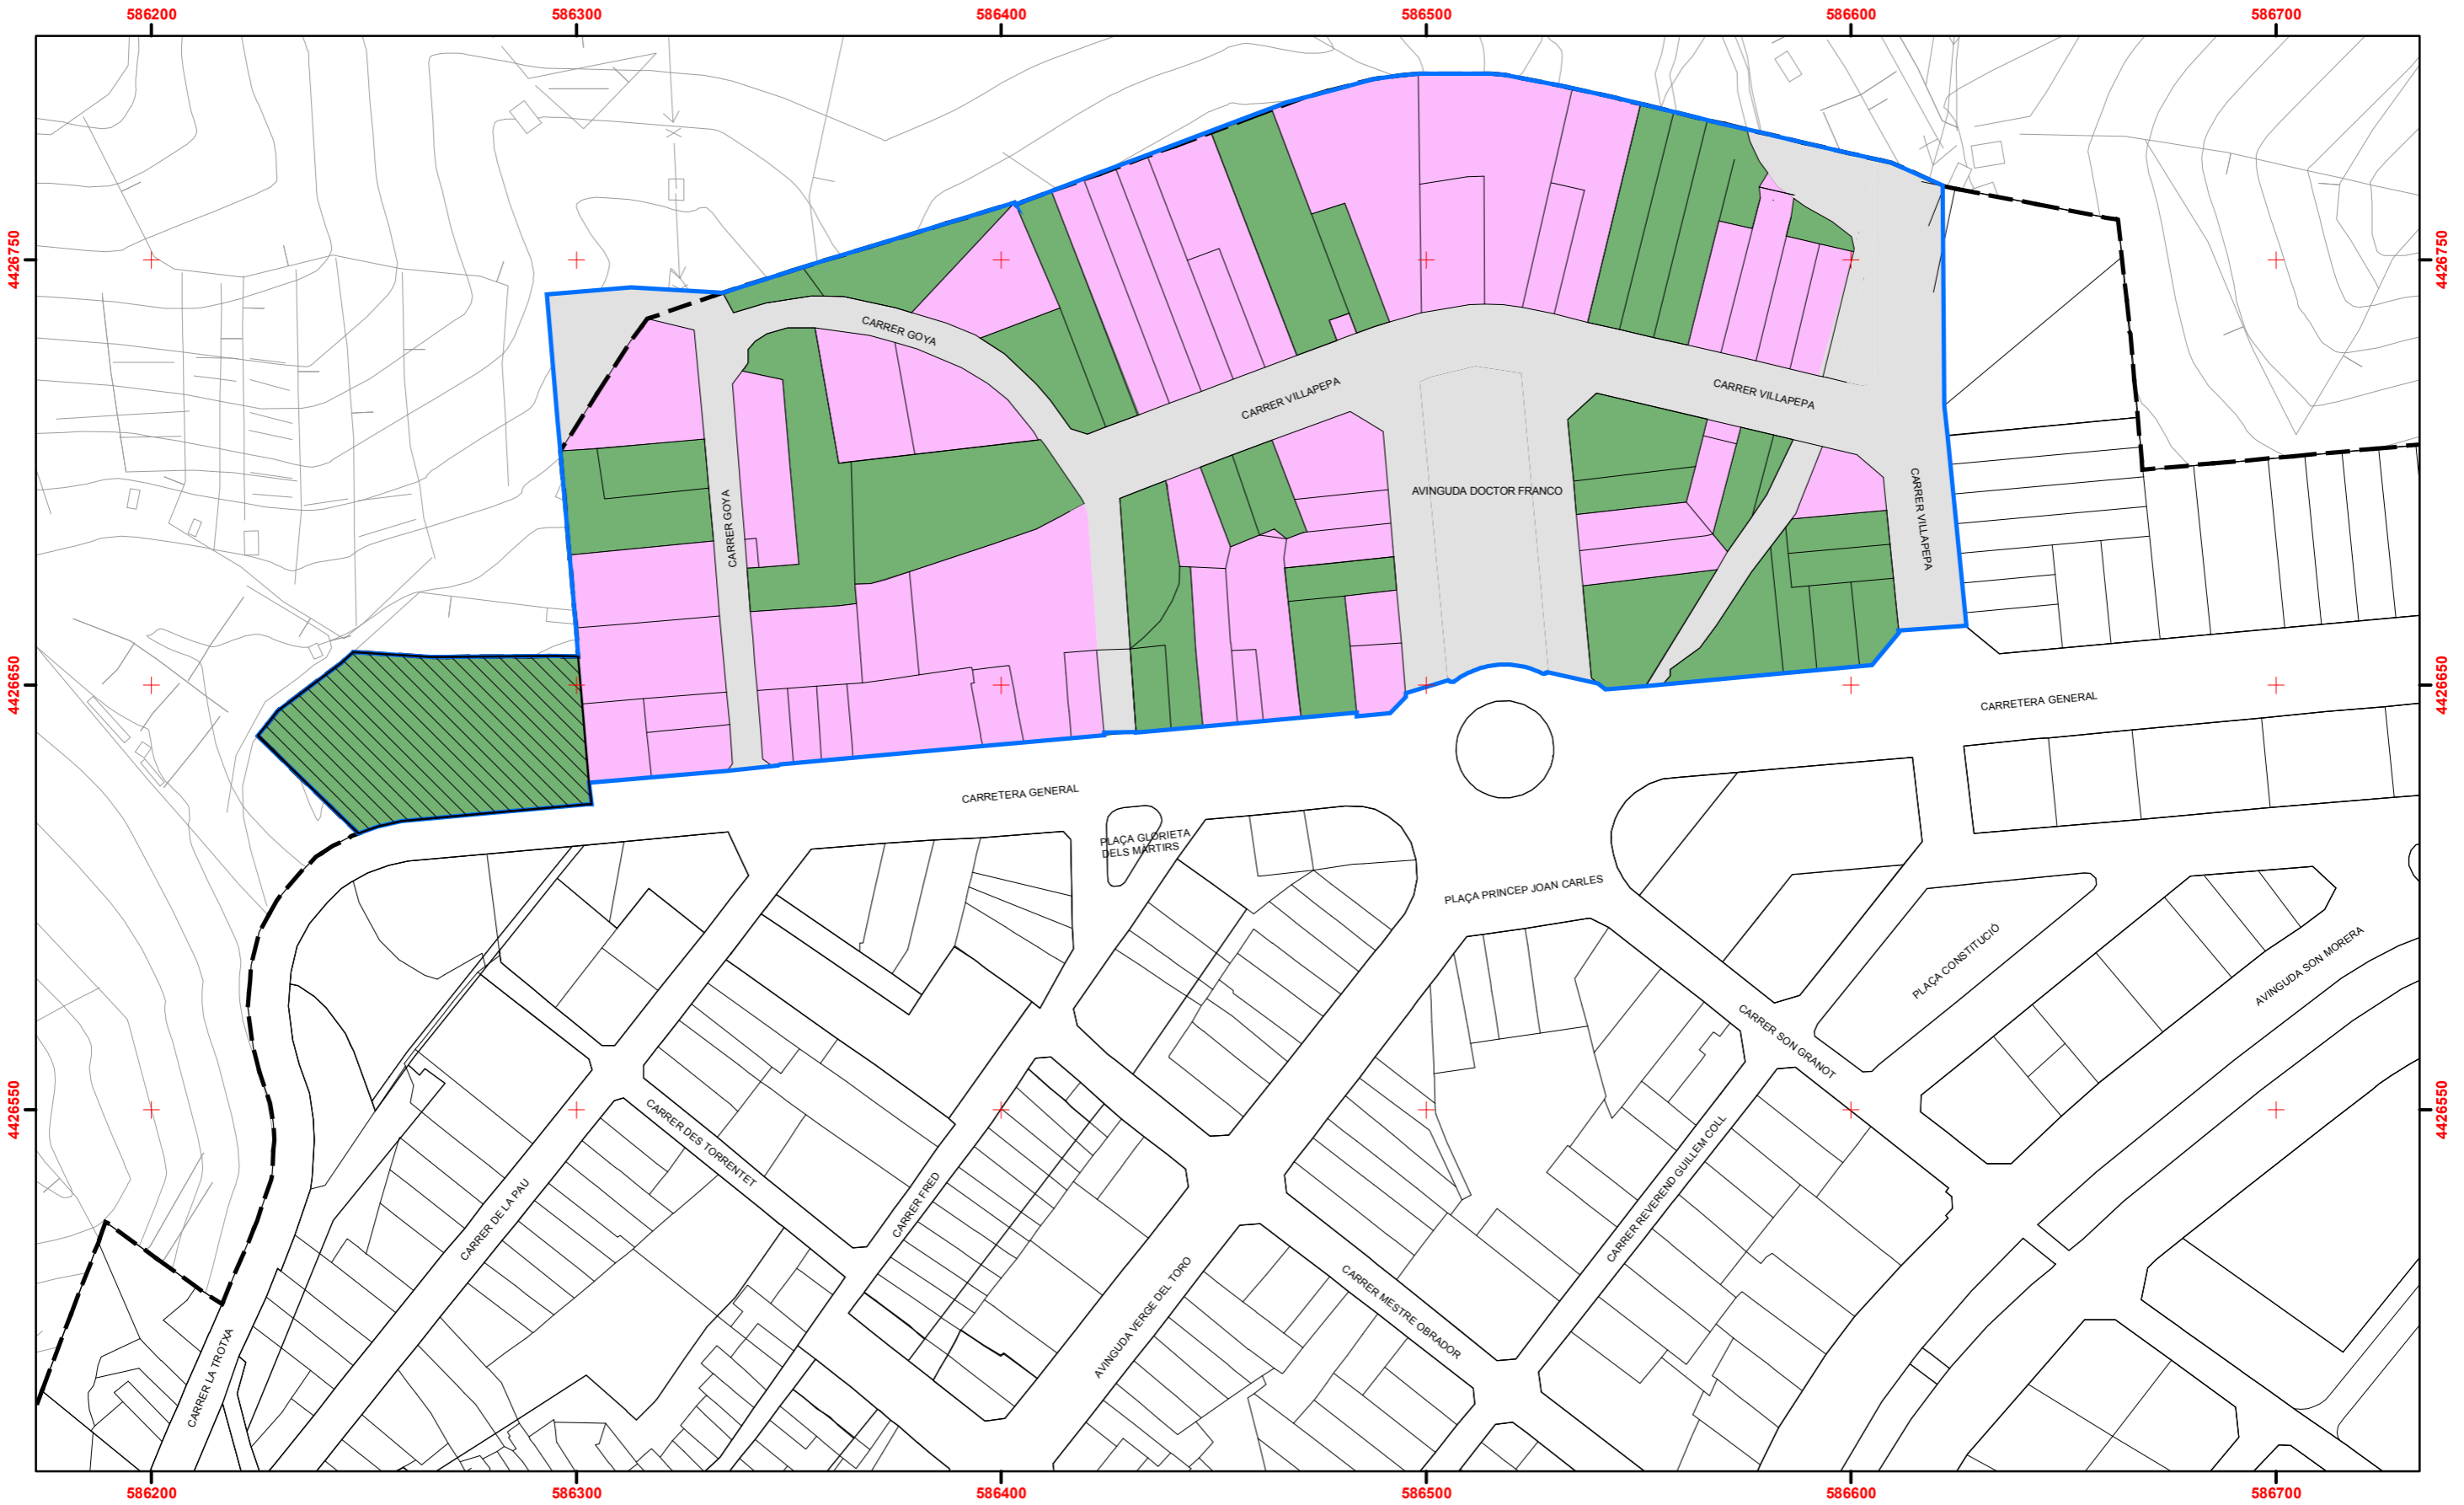 586200
586300
586400
586500
586600
586700
4426750
4426750
CARRER GOYA
CARRER VILLAPEPA
CARRER VILLAPEPA
AVINGUDA DOCTOR FRANCO
CARRER GOYA
CARRER VILLAPEPA
4426650
4426650
CARRETERA GENERAL
CARRETERA GENERAL
PLAÇA GLORIETA
DELS MÀRTIRS
PLAÇA PRINCEP JOAN CARLES
PLAÇA CONSTITUCIÓ
AVINGUDA SON MORERA
CARRER SON GRANOT
4426550
4426550
CARRER DES TORRENTET
CARRER DE LA PAU
CARRER FRED
CARRER REVEREND GUILLEM COLL
AVINGUDA VERGE DEL TORO
CARRER MESTRE OBRADOR
CARRER LA TROTXA
586200
586300
586400
586500
586600
586700